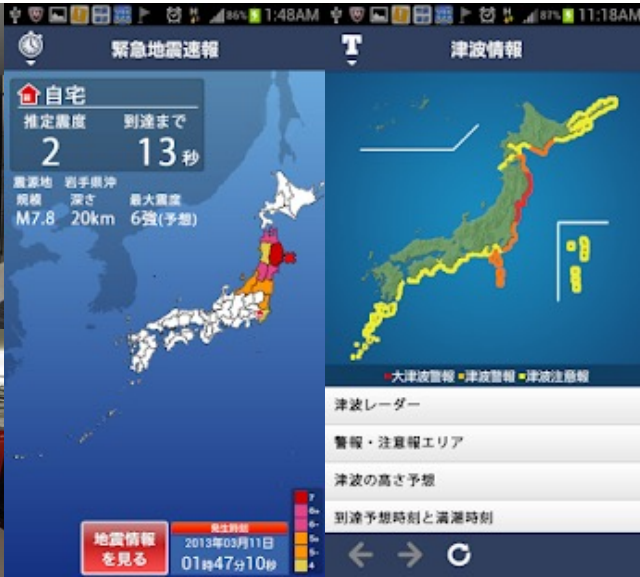 86% 1:48AM
緊急地震速報
自宅
推定震度 到達まで
2 13秒
震源地 岩手県沖
規模 深さ 最大震度
M7.8 20km 6強(予想)
7
6+
6-
5+
5-
4
地震情報
を見る
発生時刻
2013年03月11日
01時47分10秒
87% 11:18AM
T
津波情報
大津波警報 津波警報 津波注意報
津波レーダー
警報・注意報エリア
津波の高さ予想
到達予想時刻と満潮時刻